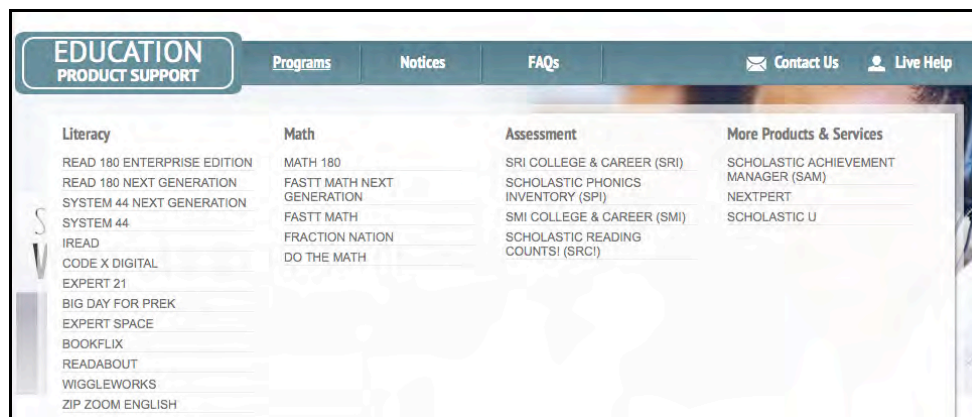 EDUCATION
PRODUCT SUPPORT
Programs
Notices
FAQs
Contact Us
Live Help
Literacy
READ 180 ENTERPRISE EDITION
READ 180 NEXT GENERATION
SYSTEM 44 NEXT GENERATION
SYSTEM 44
IREAD
CODE X DIGITAL
EXPERT 21
BIG DAY FOR PREK
EXPERT SPACE
BOOKFLIX
READABOUT
WIGGLEWORKS
ZIP ZOOM ENGLISH
Math
MATH 180
FASTT MATH NEXT
GENERATION
FASTT MATH
FRACTION NATION
DO THE MATH
Assessment
SRI COLLEGE & CAREER (SRI)
SCHOLASTIC PHONICS
INVENTORY (SPI)
SMI COLLEGE & CAREER (SMI)
SCHOLASTIC READING
COUNTS! (SRC!)
More Products & Services
SCHOLASTIC ACHIEVEMENT
MANAGER (SAM)
NEXTPERT
SCHOLASTIC U